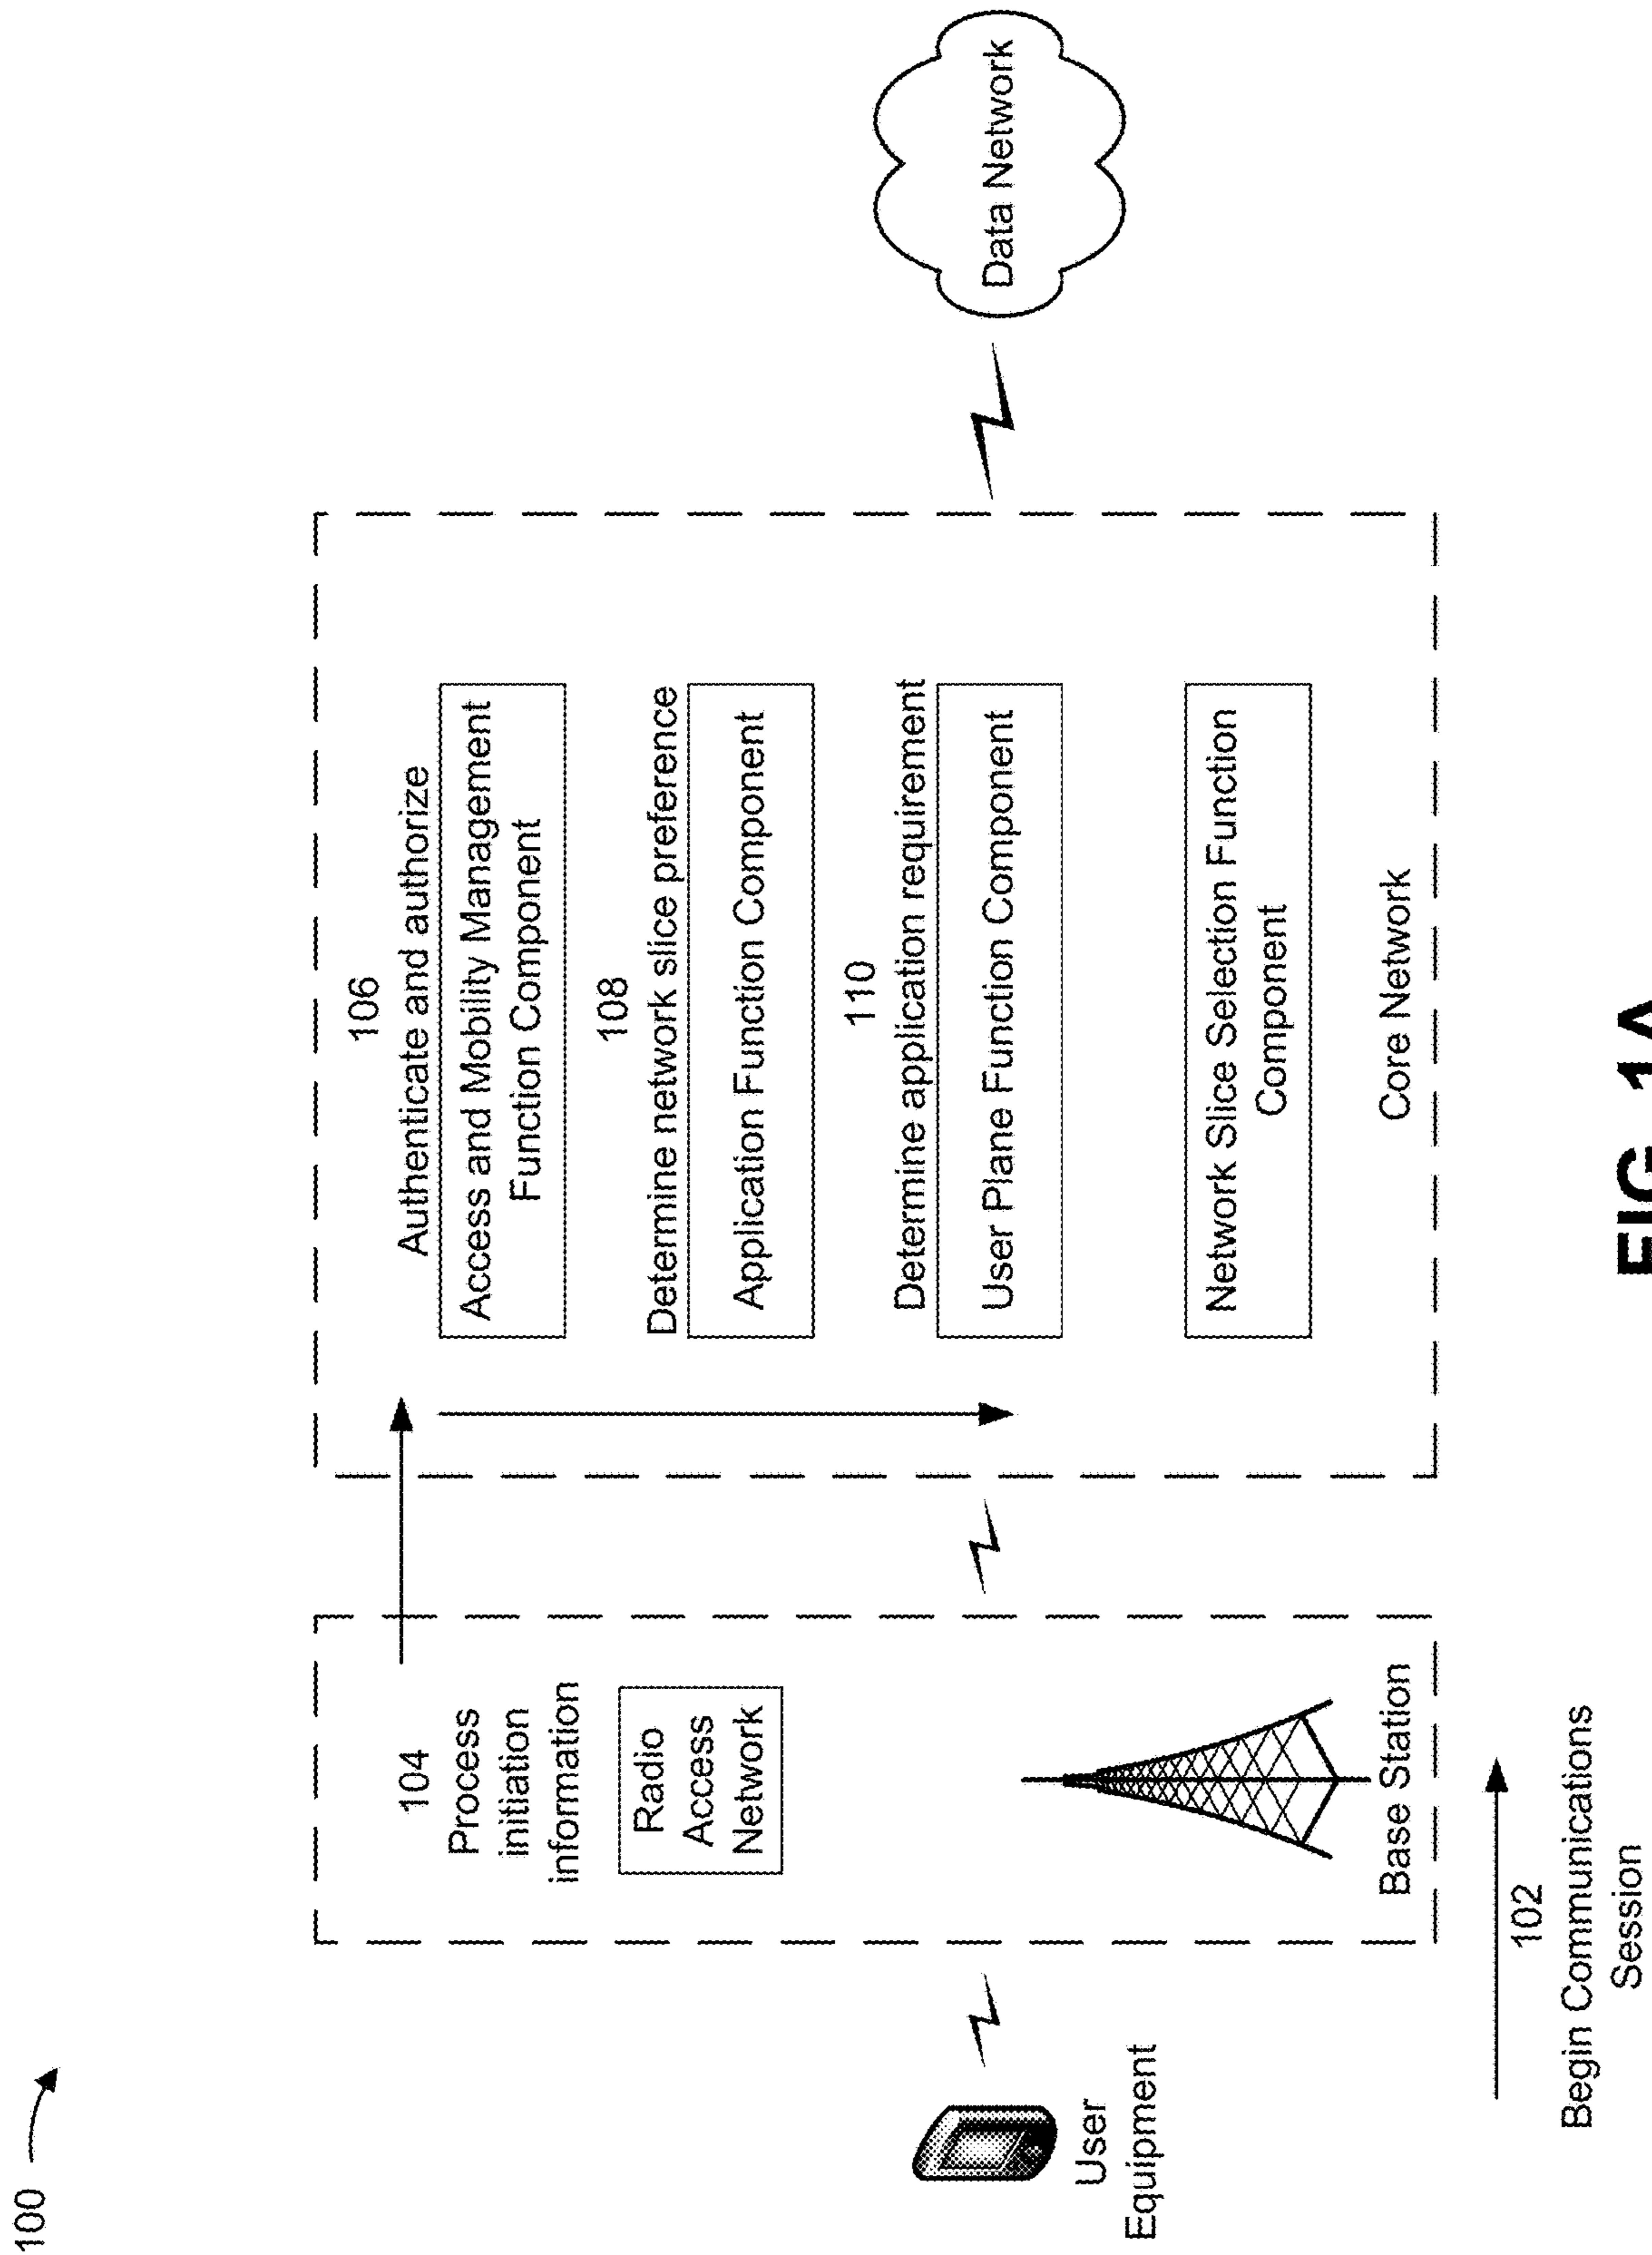 100
104
Process
initiation
information
Radio
Access
Network
Base Station
User
Equipment
102
Begin Communications
Session
106
Authenticate and authorize
Access and Mobility Management
Function Component
108
Determine network slice preference
Application Function Component
110
Determine application requirement
User Plane Function Component
Network Slice Selection Function
Component
Core Network
Data Network
FIG. 1A